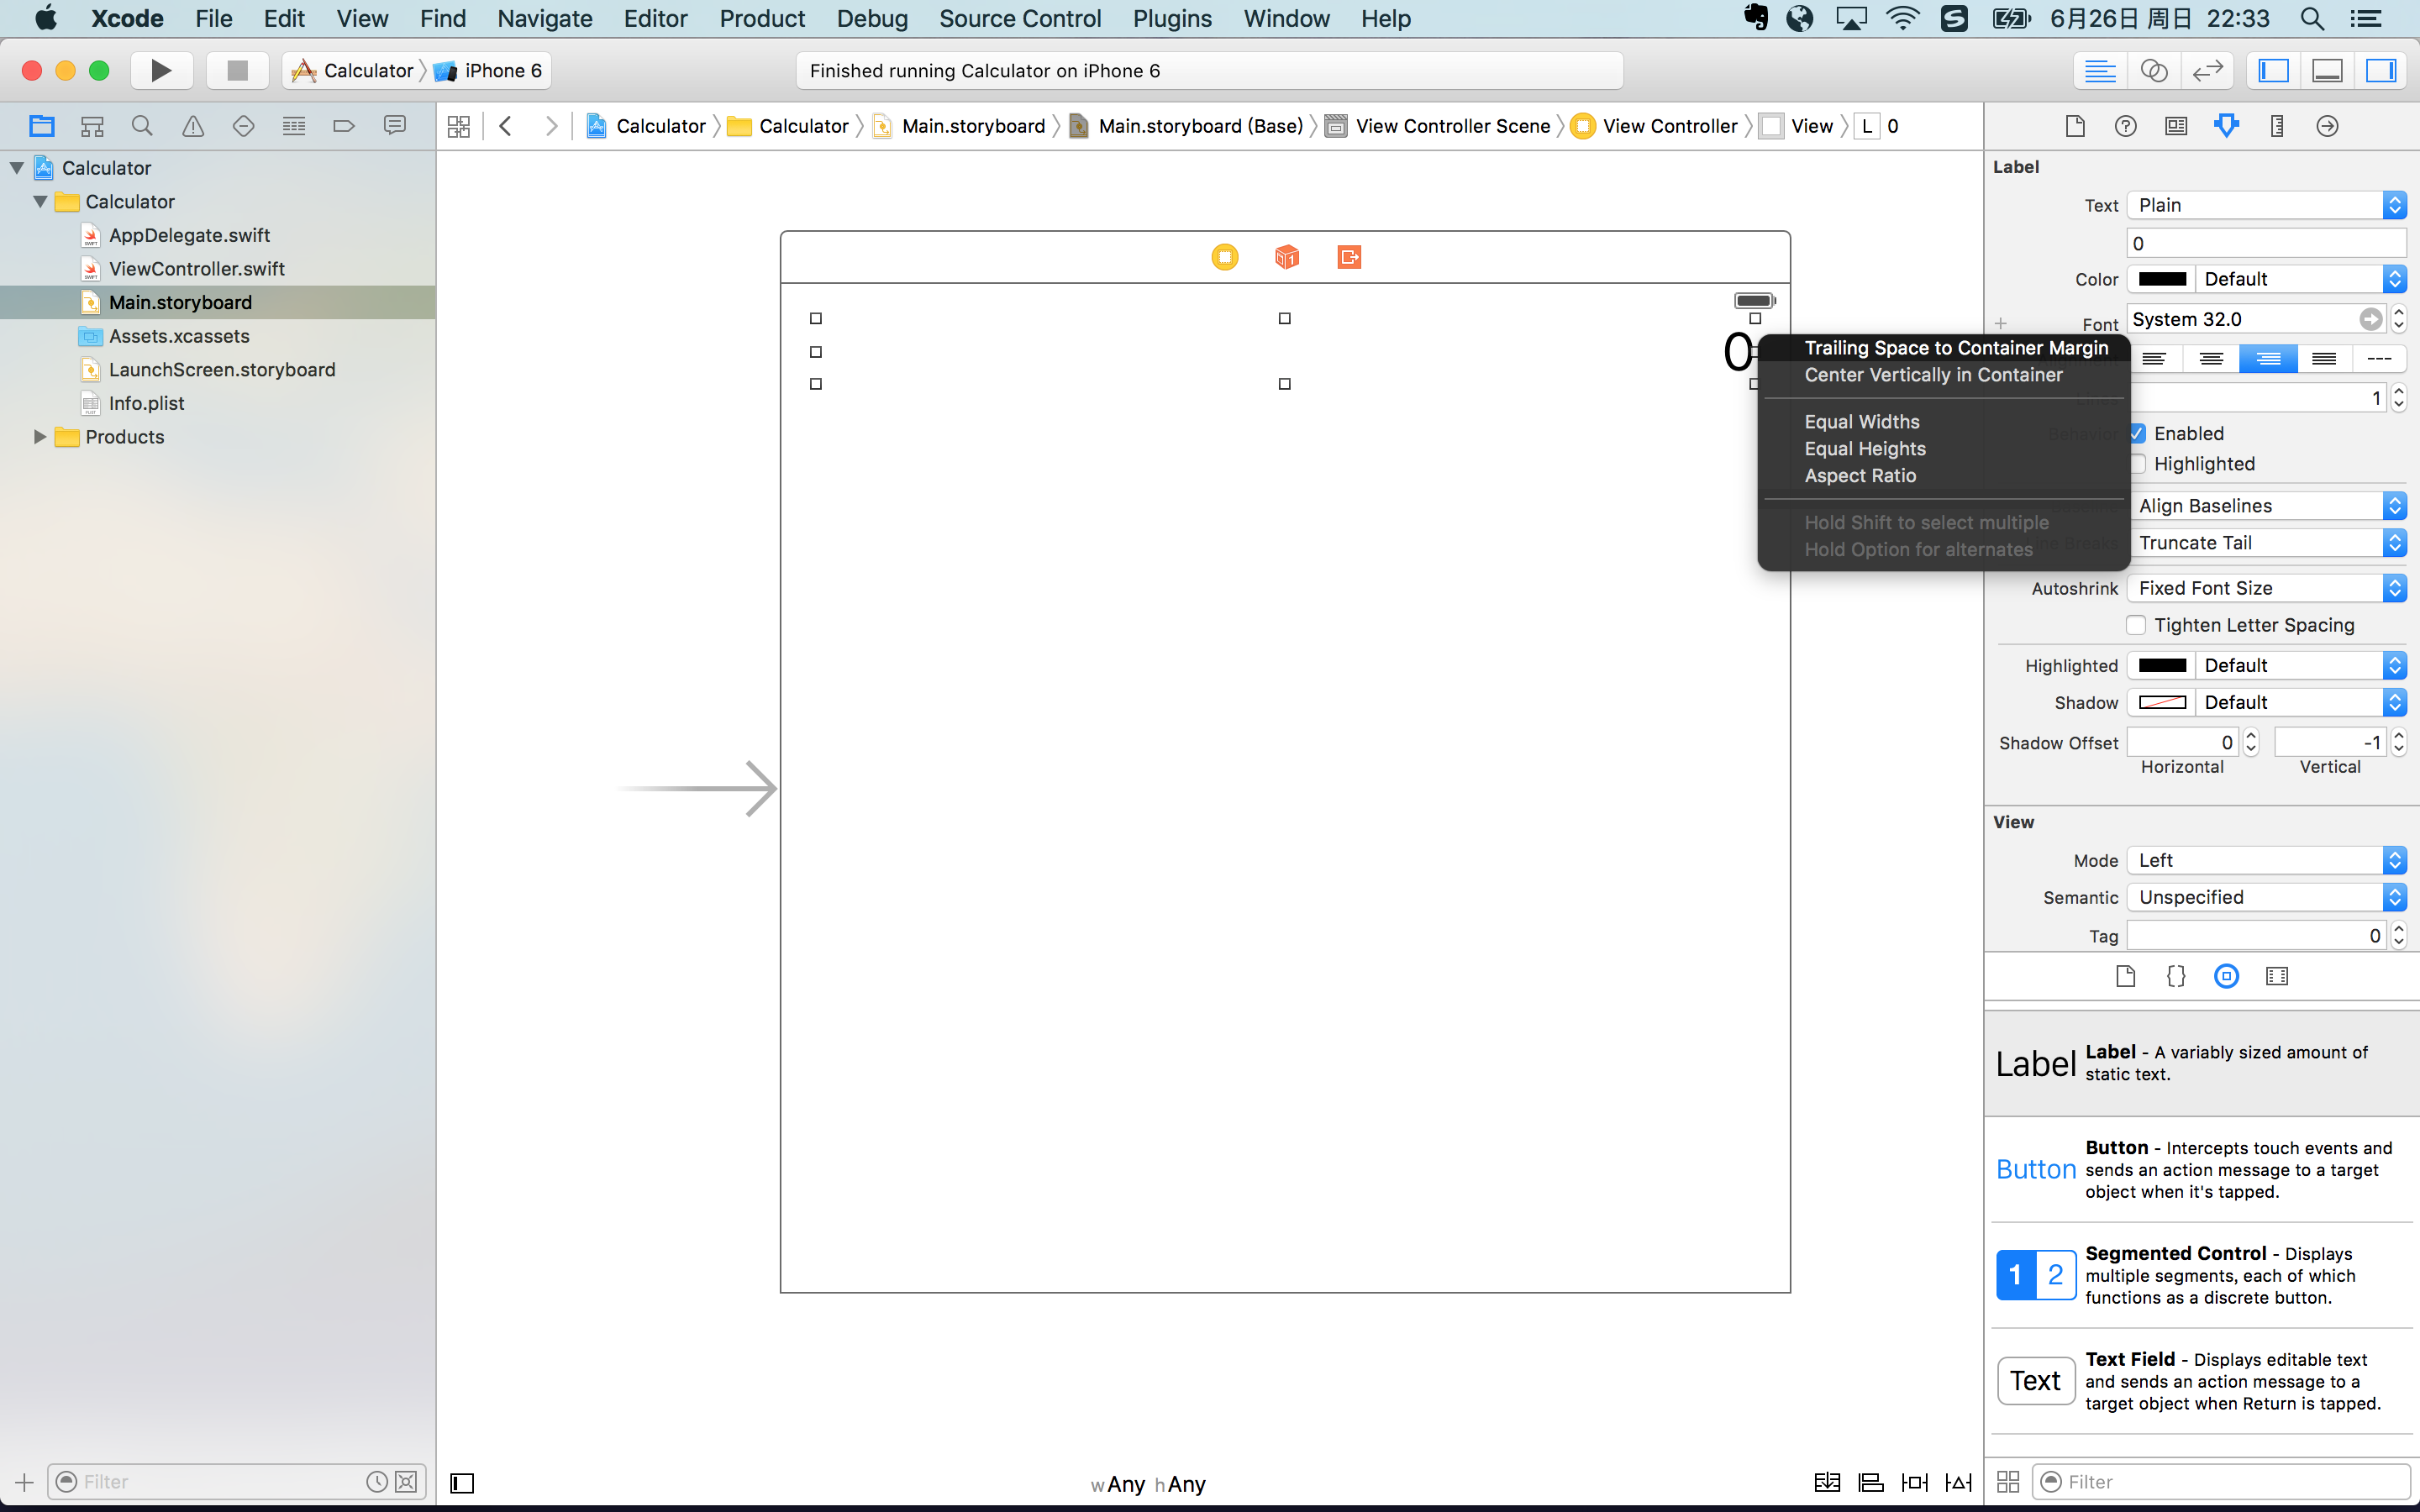 Xcode File Edit View Find Navigate Editor Product Debug Source Control Plugins Window Help 6月26日 周日 22:33
Calculator iPhone 6
Finished running Calculator on iPhone 6
Calculator Calculator Main.storyboard Main.storyboard (Base) View Controller Scene View Controller View L 0
Calculator
Calculator
AppDelegate.swift
ViewController.swift
Main.storyboard
Assets.xcassets
LaunchScreen.storyboard
Info.plist
Products
Filter
0
Trailing Space to Container Margin
Center Vertically in Container
Equal Widths
Equal Heights
Aspect Ratio
Hold Shift to select multiple
Hold Option for alternates
wAny hAny
Label
Text Plain
0
Color Default
Font System 32.0
1
Enabled
Highlighted
Align Baselines
Line Breaks Truncate Tail
Autoshrink Fixed Font Size
Tighten Letter Spacing
Highlighted Default
Shadow Default
Shadow Offset 0 -1
Horizontal Vertical
View
Mode Left
Semantic Unspecified
Tag 0
Label Label - A variably sized amount of
static text.
Button Button - Intercepts touch events and
sends an action message to a target
object when it's tapped.
1 2 Segmented Control - Displays
multiple segments, each of which
functions as a discrete button.
Text Text Field - Displays editable text
and sends an action message to a
target object when Return is tapped.
Filter